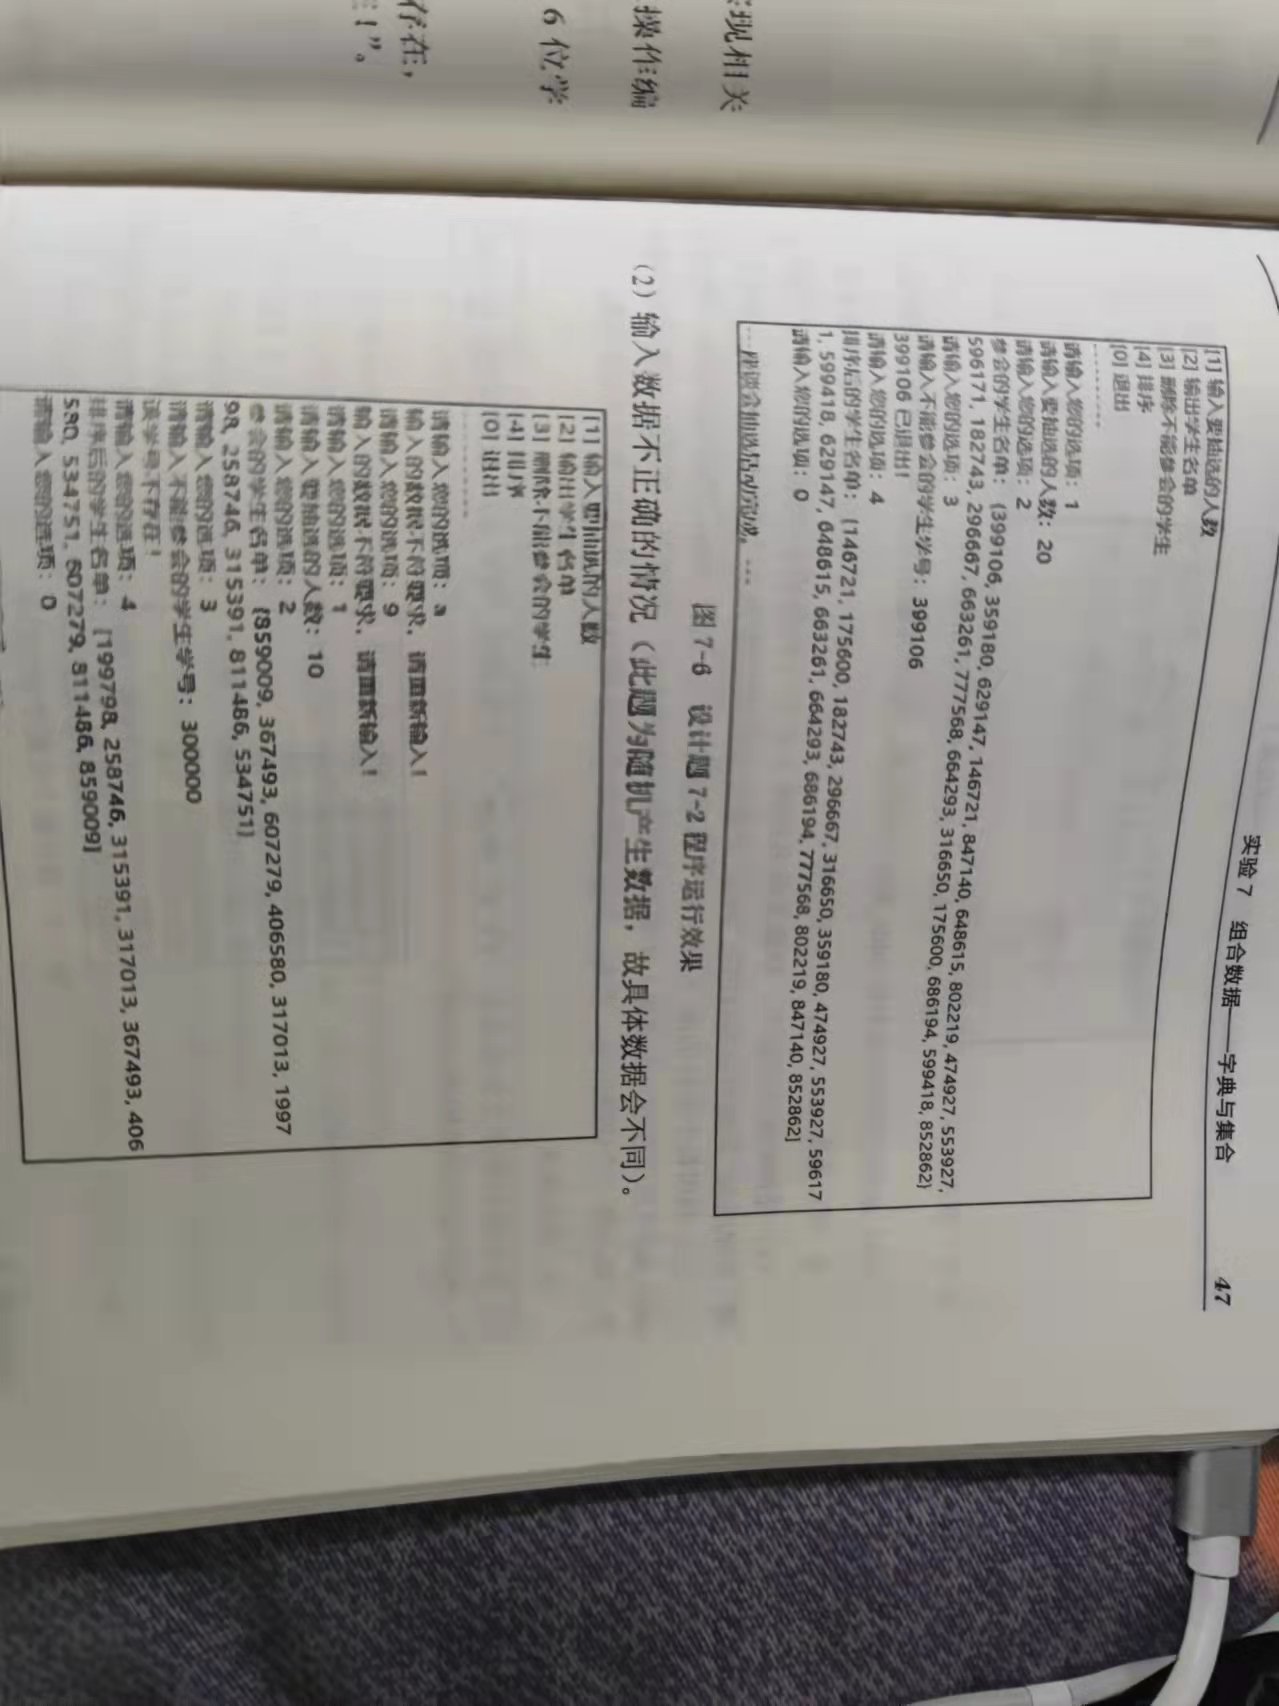 实验7 组合数据——字典与集合 47
[1] 输入要抽选的人数
[2] 输出学生名单
[3] 删除不能参会的学生
[4] 排序
[0] 退出
----------
请输入您的选项：1
请输入要抽选的人数：20
请输入您的选项：2
参会的学生名单：{399106, 359180, 629147, 146721, 847140, 648615, 802219, 474927, 553927,
596171, 182743, 296667, 663261, 777568, 664293, 316650, 175600, 686194, 599418, 852862}
请输入您的选项：3
请输入不能参会的学生学号：399106
399106 已退出！
请输入您的选项：4
排序后的学生名单：[146721, 175600, 182743, 296667, 316650, 359180, 474927, 553927, 59617
1, 599418, 629147, 648615, 663261, 664293, 686194, 777568, 802219, 847140, 852862]
请输入您的选项：0
---座谈会抽选活动完成。---
图 7-6 设计题 7-2 程序运行效果
（2）输入数据不正确的情况（此题为随机产生数据，故具体数据会不同）。
[1] 输入要抽选的人数
[2] 输出学生名单
[3] 删除不能参会的学生
[4] 排序
[0] 退出
----------
请输入您的选项：a
输入的数据不符要求，请重新输入！
请输入您的选项：9
输入的数据不符要求，请重新输入！
请输入您的选项：1
请输入要抽选的人数：10
请输入您的选项：2
参会的学生名单：{859009, 367493, 607279, 406580, 317013, 1997
98, 258746, 315391, 811486, 534751}
请输入您的选项：3
请输入不能参会的学生学号：300000
该学号不存在！
请输入您的选项：4
排序后的学生名单：[199798, 258746, 315391, 317013, 367493, 406
580, 534751, 607279, 811486, 859009]
请输入您的选项：0
实现相关
操作编
6 位学
存在，
！”。